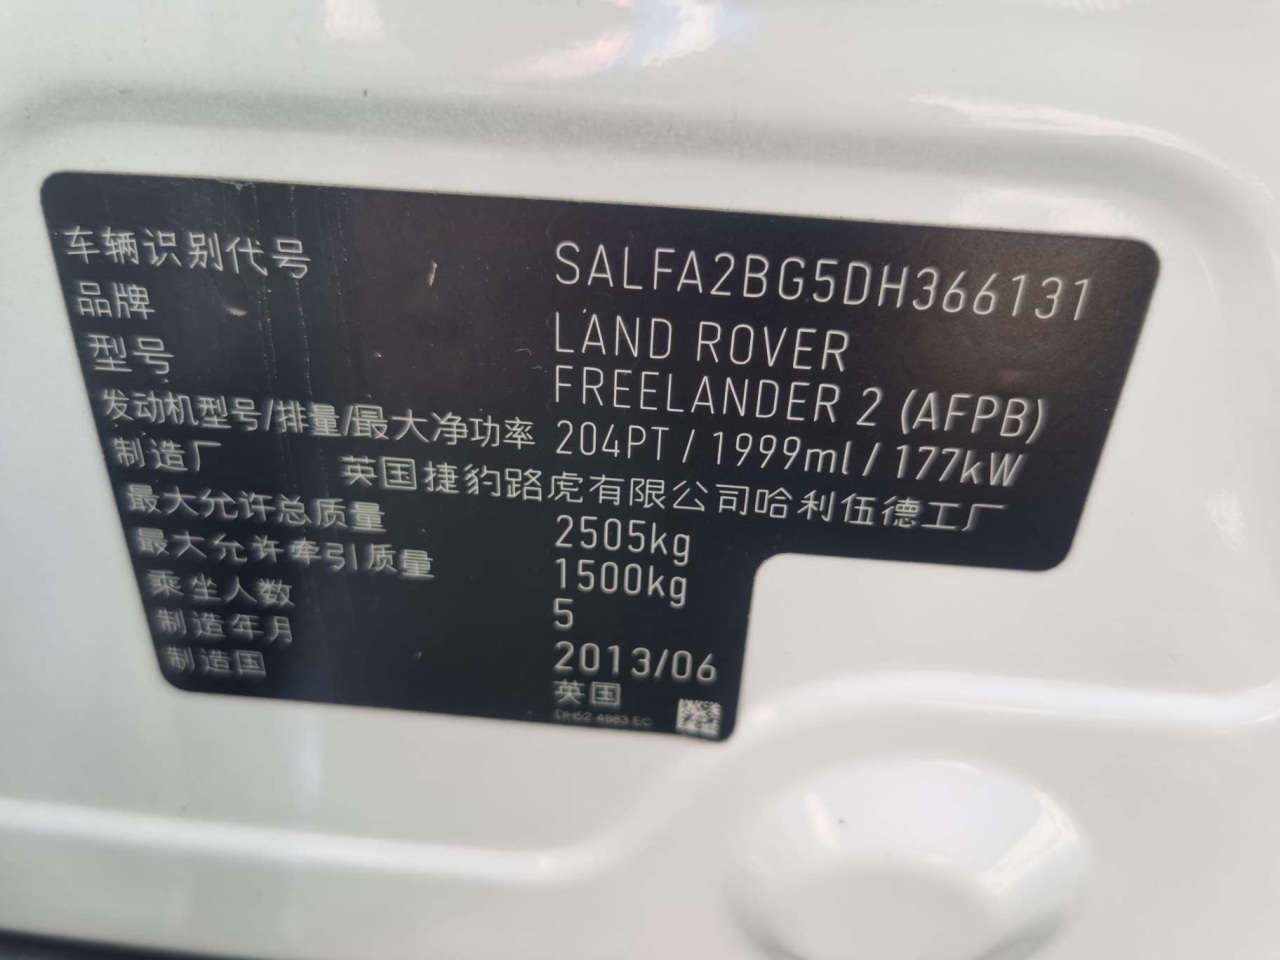 车辆识别代号 SALFA2BG5DH366131
品牌 LAND ROVER
型号 FREELANDER 2 (AFPB)
发动机型号/排量/最大净功率 204PT / 1999ml / 177kW
制造厂 英国捷豹路虎有限公司哈利伍德工厂
最大允许总质量 2505kg
最大允许牵引质量 1500kg
乘坐人数 5
制造年月 2013/06
制造国 英国